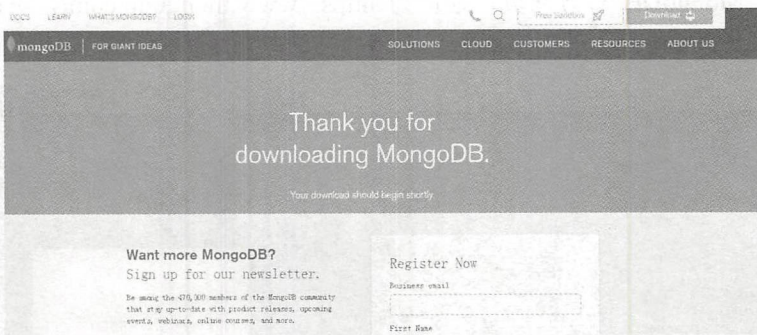 DOCS LEARN WHAT'S MONGODB? LOGIN
Download
mongoDB. FOR GIANT IDEAS SOLUTIONS CLOUD CUSTOMERS RESOURCES ABOUT US
Thank you for
downloading MongoDB.
Your download should begin shortly
Want more MongoDB?
Sign up for our newsletter.
Be among the 476,000 members of the MongoDB community
that stay up-to-date with product releases, upcoming
events, webinars, online courses, and more.
Register Now
Business email
First Name